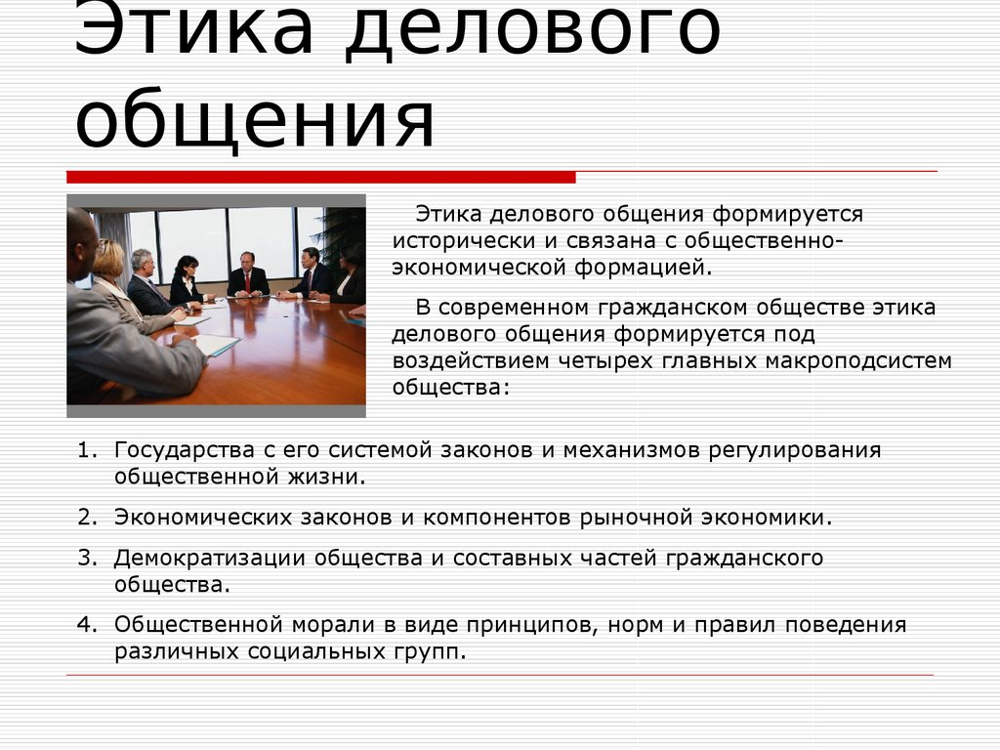 Этика делового
общения
Этика делового общения формируется
исторически и связана с общественно-
экономической формацией.
В современном гражданском обществе этика
делового общения формируется под
воздействием четырех главных макроподсистем
общества:
1. Государства с его системой законов и механизмов регулирования
общественной жизни.
2. Экономических законов и компонентов рыночной экономики.
3. Демократизации общества и составных частей гражданского
общества.
4. Общественной морали в виде принципов, норм и правил поведения
различных социальных групп.